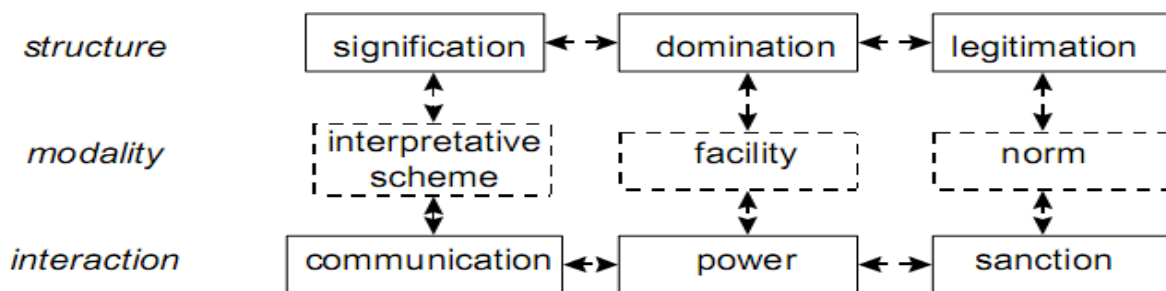 structure signification domination legitimation
modality interpretative scheme facility norm
interaction communication power sanction